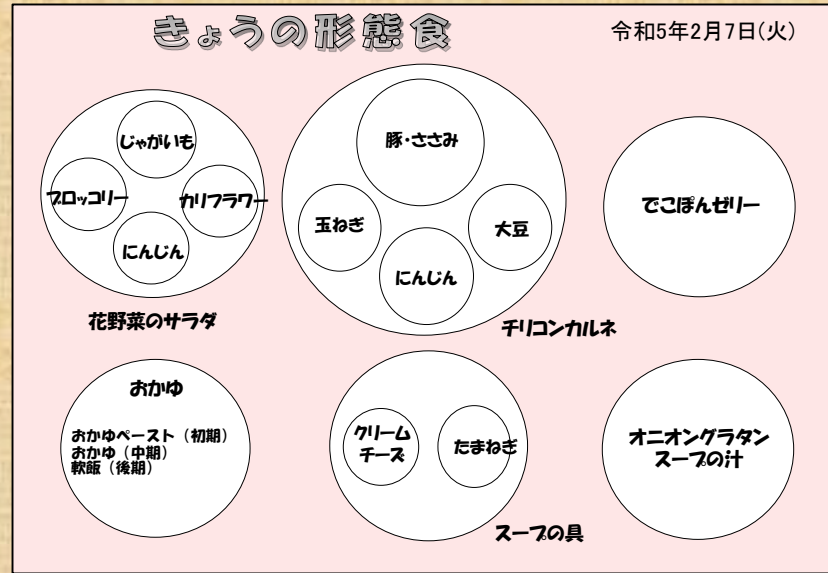 きょうの形態食
令和5年2月7日(火)
じゃがいも
ブロッコリー
カリフラワー
にんじん
花野菜のサラダ
豚・ささみ
玉ねぎ
大豆
にんじん
チリコンカルネ
でこぽんゼリー
おかゆ
おかゆペースト（初期）
おかゆ（中期）
軟飯（後期）
クリーム
チーズ
たまねぎ
スープの具
オニオングラタン
スープの汁